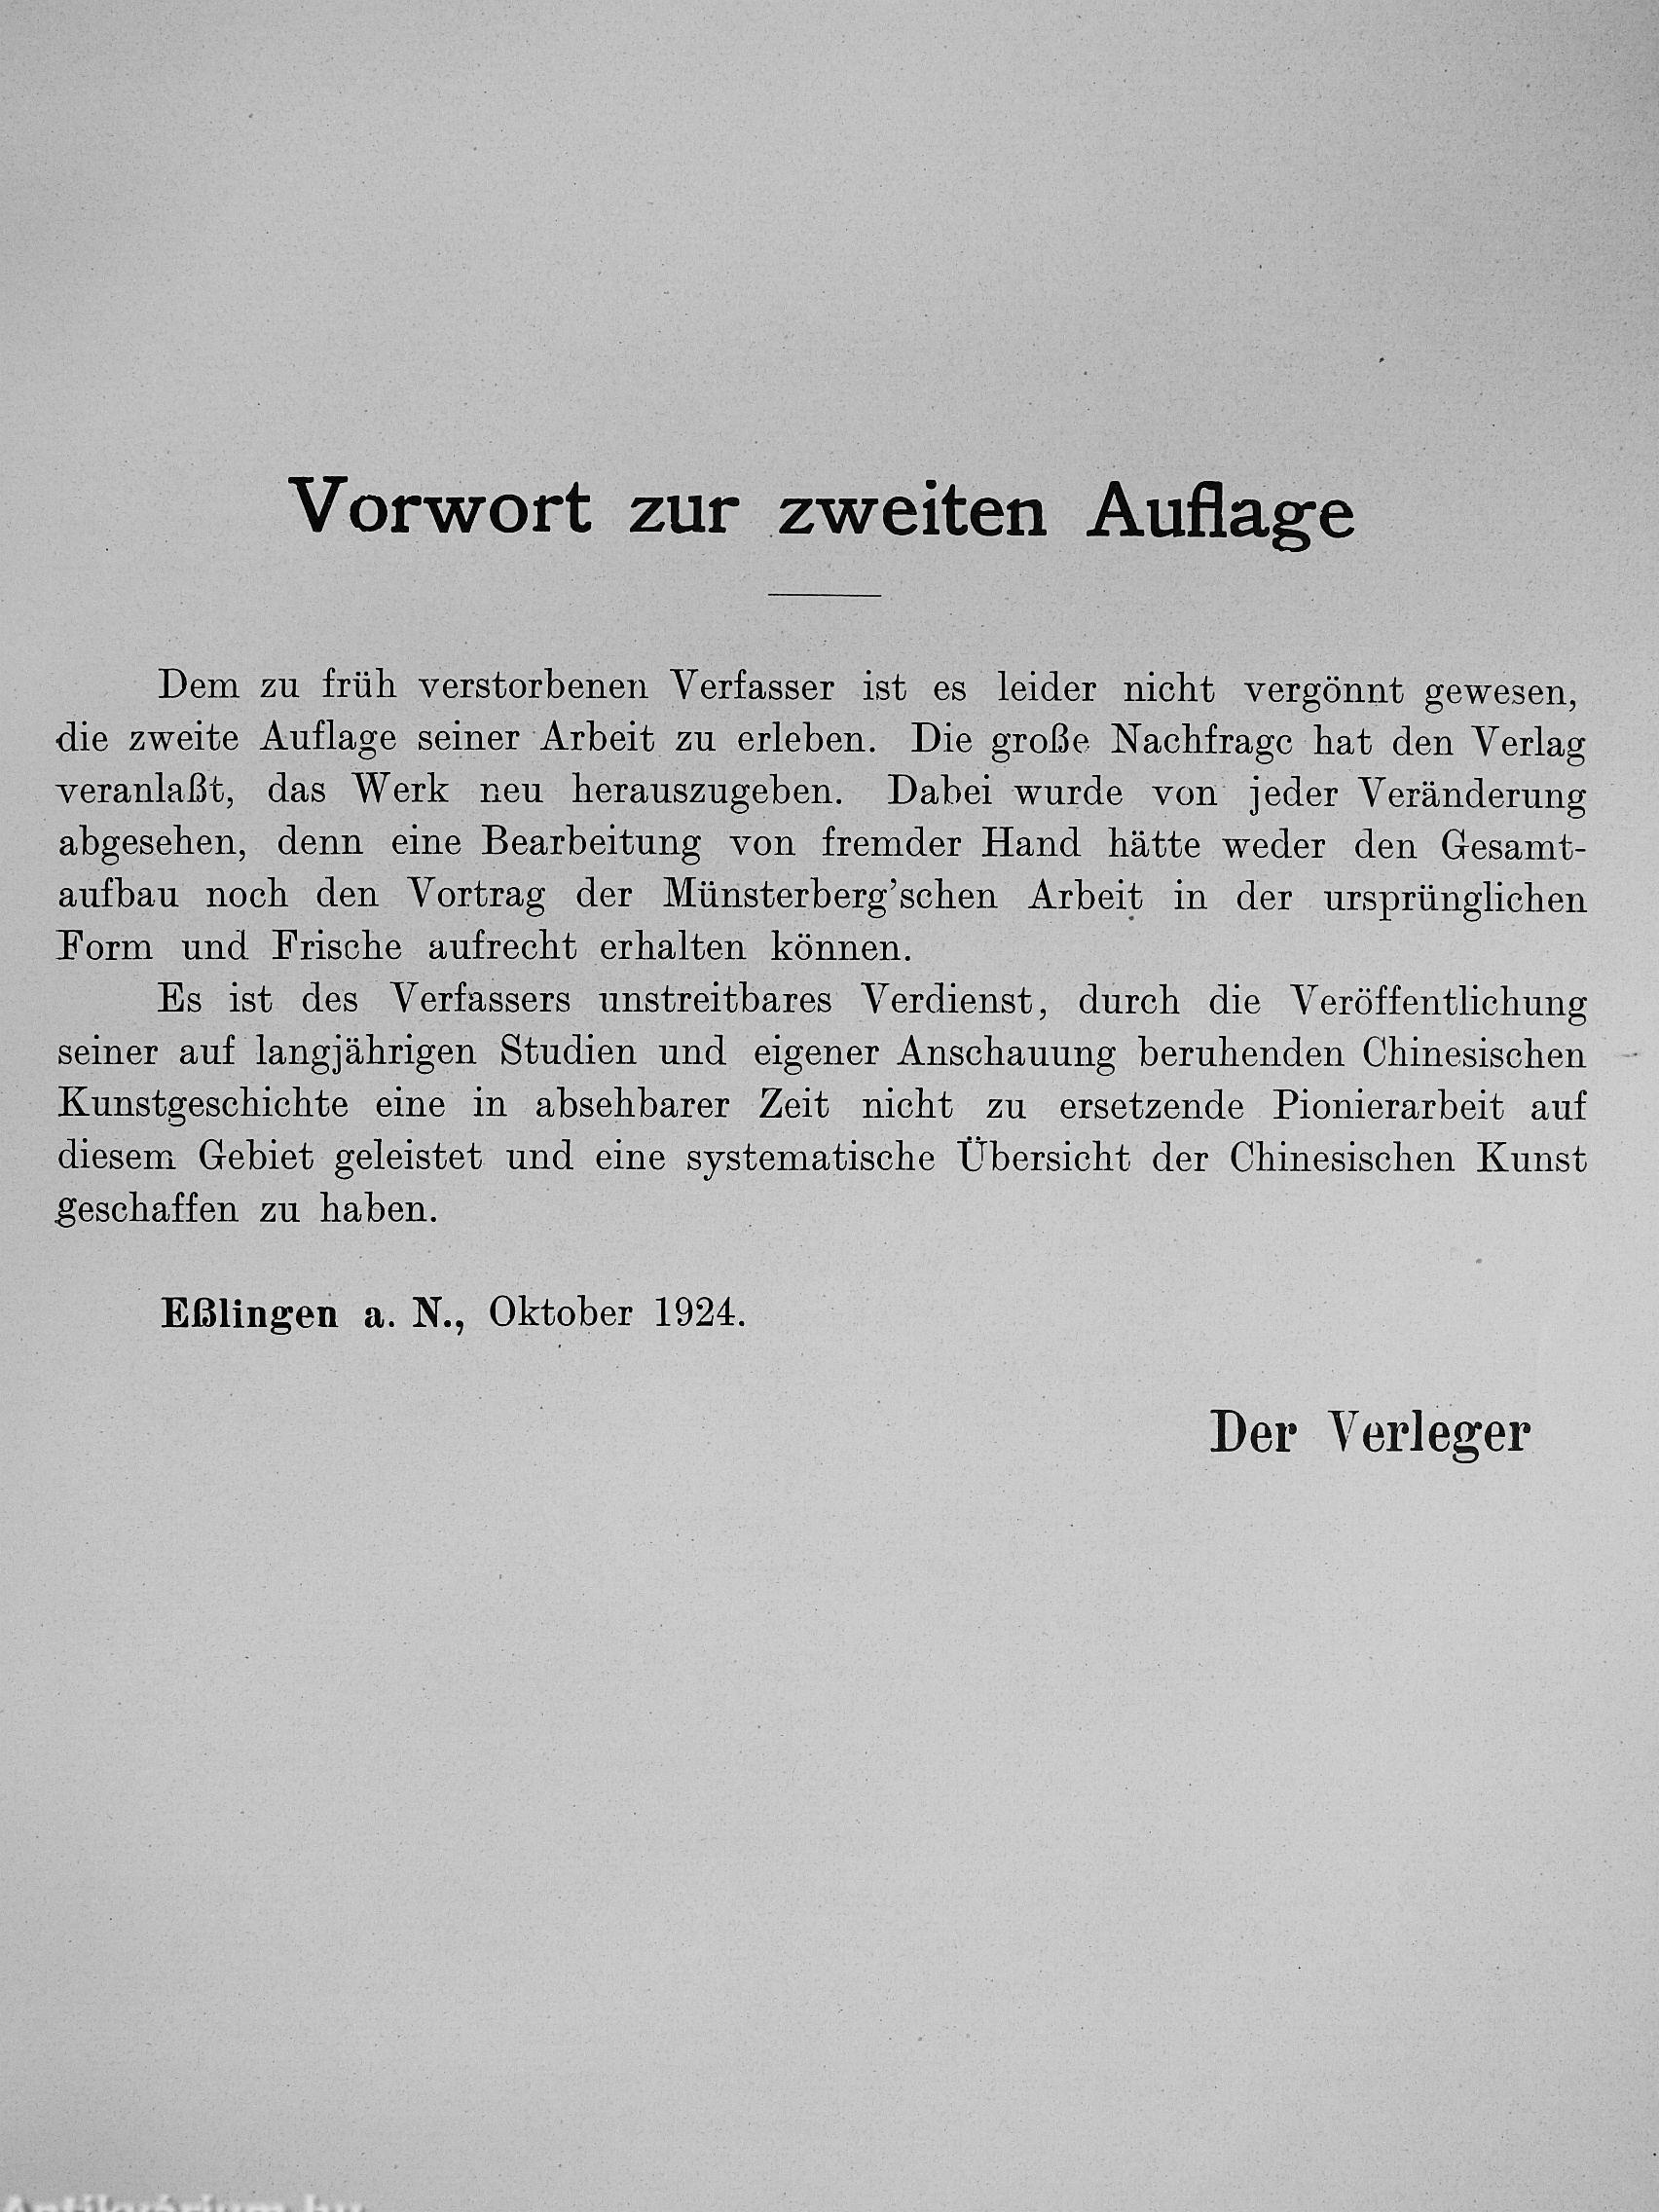 Vorwort zur zweiten Auflage
Dem zu früh verstorbenen Verfasser ist es leider nicht vergönnt gewesen,
die zweite Auflage seiner Arbeit zu erleben. Die große Nachfrage hat den Verlag
veranlaßt, das Werk neu herauszugeben. Dabei wurde von jeder Veränderung
abgesehen, denn eine Bearbeitung von fremder Hand hätte weder den Gesamt-
aufbau noch den Vortrag der Münsterberg'schen Arbeit in der ursprünglichen
Form und Frische aufrecht erhalten können.
Es ist des Verfassers unstreitbares Verdienst, durch die Veröffentlichung
seiner auf langjährigen Studien und eigener Anschauung beruhenden Chinesischen
Kunstgeschichte eine in absehbarer Zeit nicht zu ersetzende Pionierarbeit auf
diesem Gebiet geleistet und eine systematische Übersicht der Chinesischen Kunst
geschaffen zu haben.
Eßlingen a. N., Oktober 1924.
Der Verleger
Antikvárium.hu